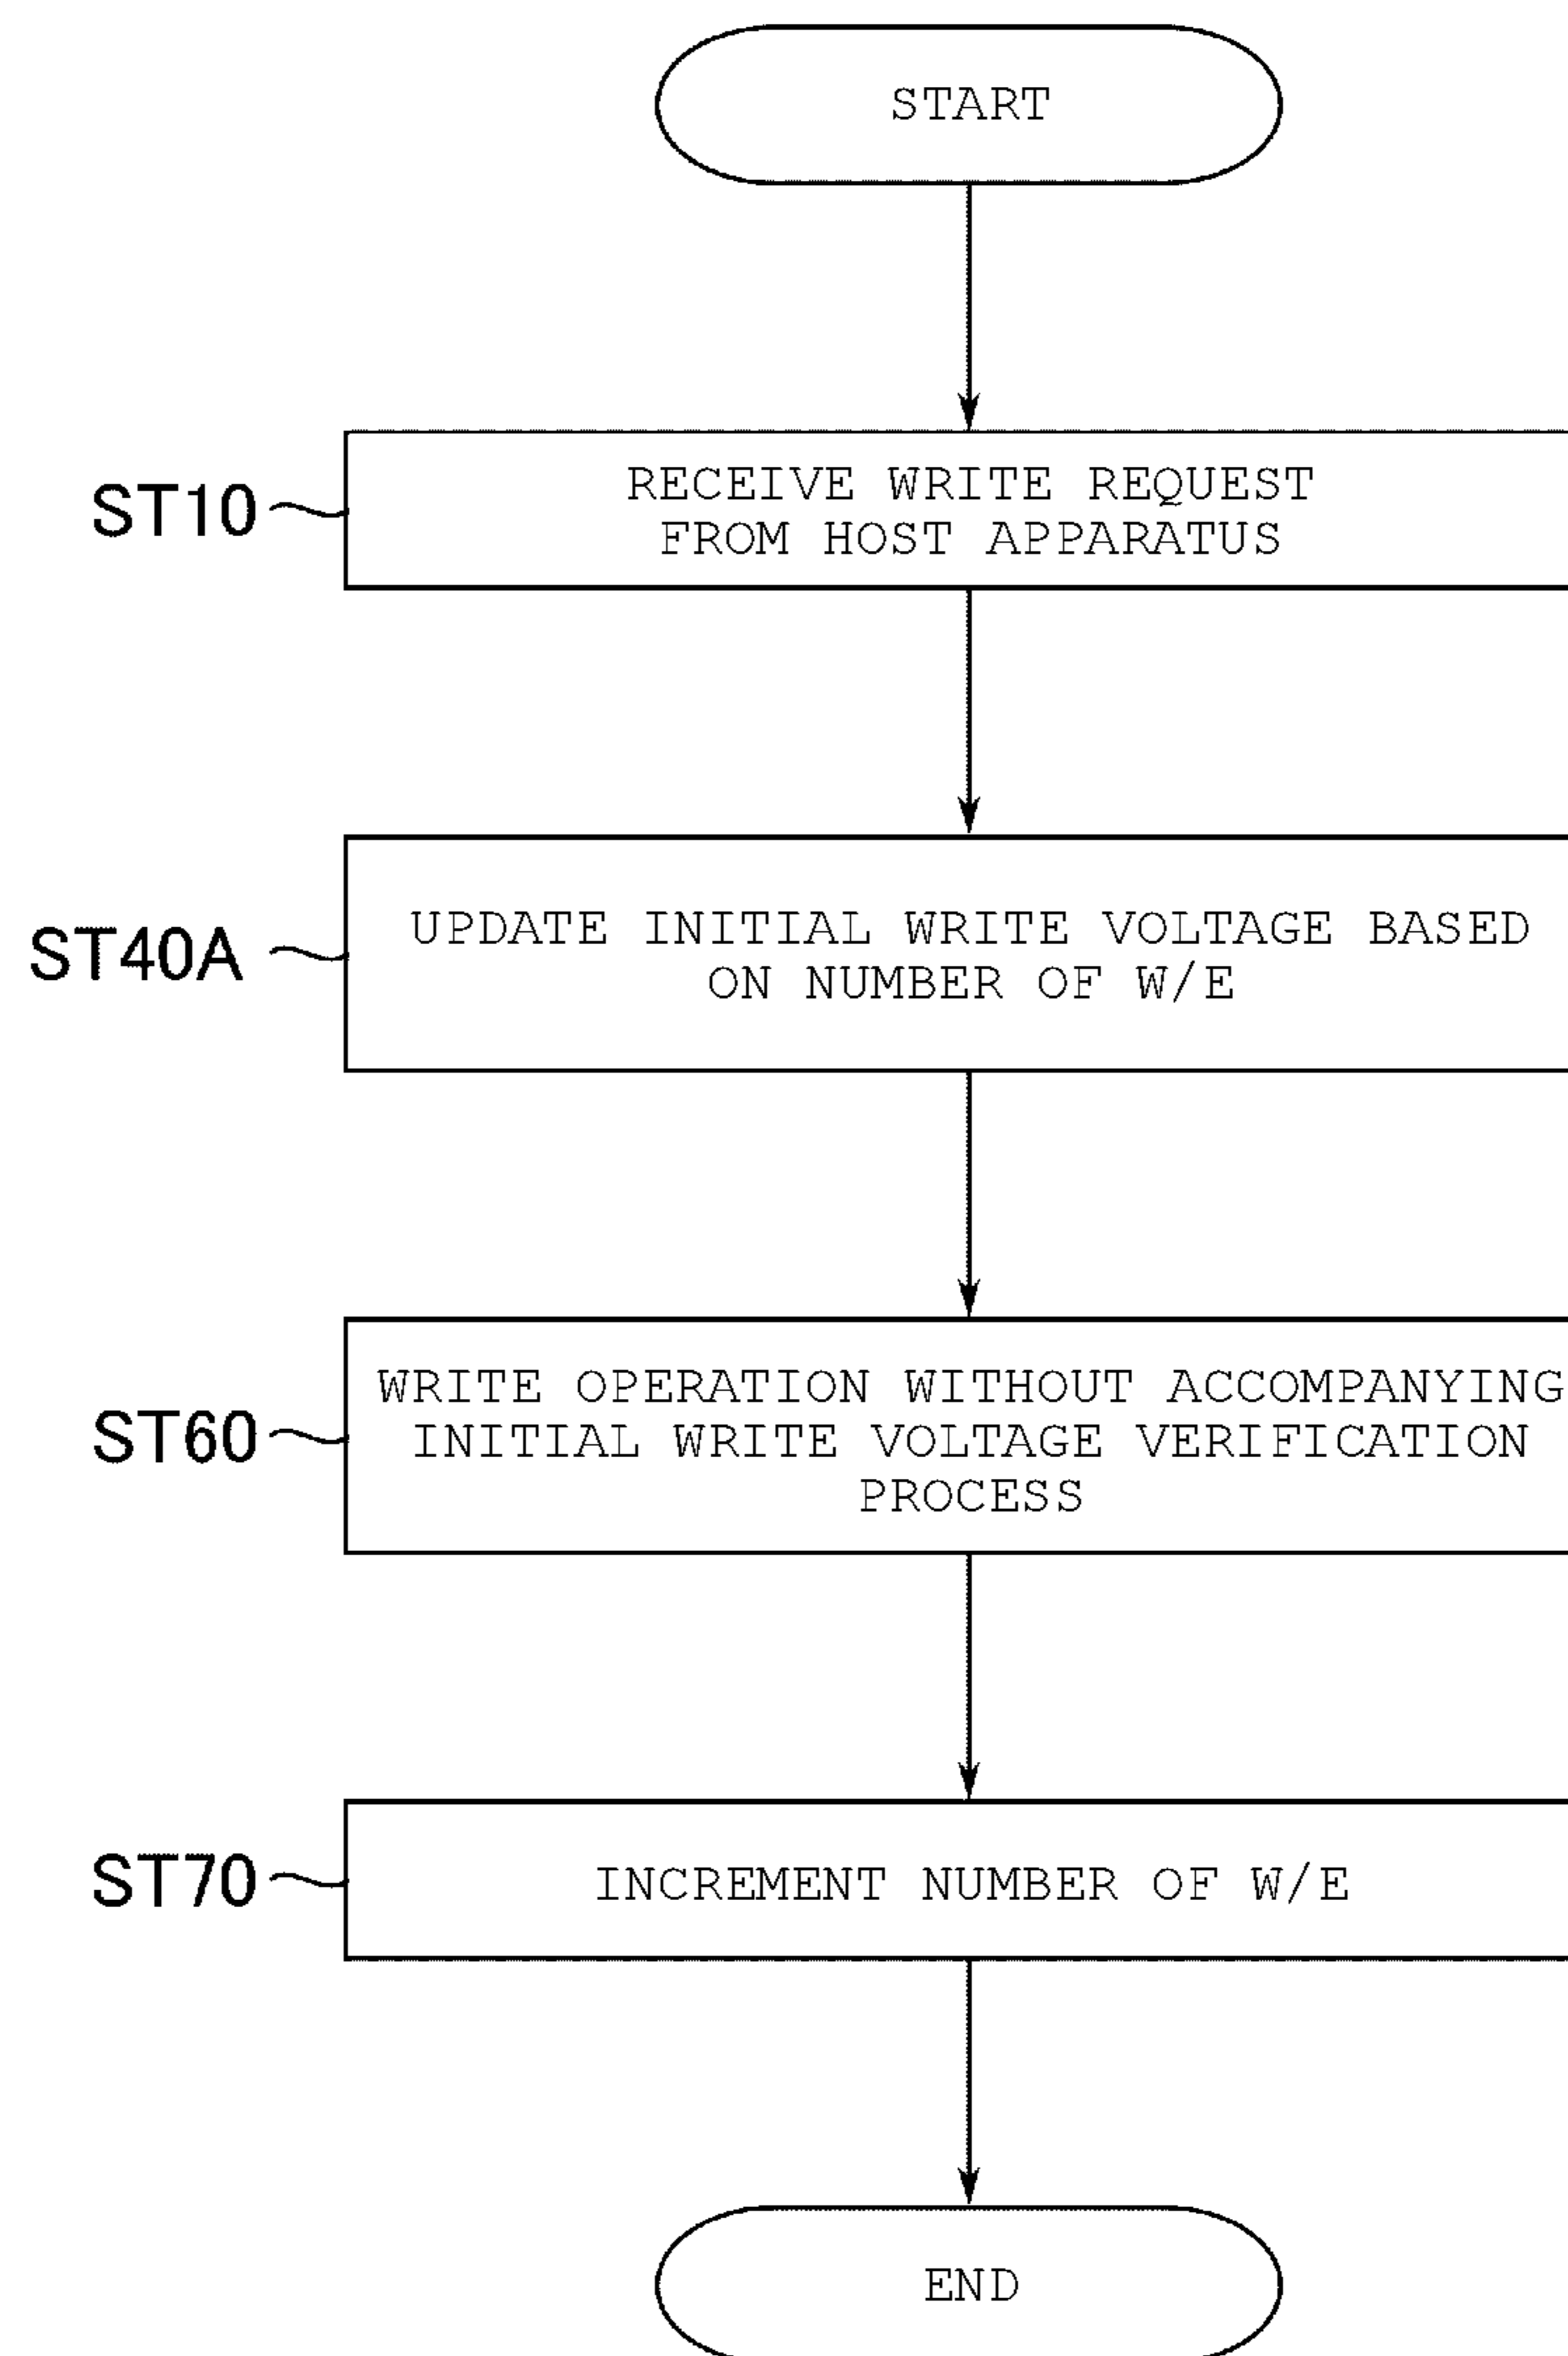 START
ST10
RECEIVE WRITE REQUEST
FROM HOST APPARATUS
ST40A
UPDATE INITIAL WRITE VOLTAGE BASED
ON NUMBER OF W/E
ST60
WRITE OPERATION WITHOUT ACCOMPANYING
INITIAL WRITE VOLTAGE VERIFICATION
PROCESS
ST70
INCREMENT NUMBER OF W/E
END